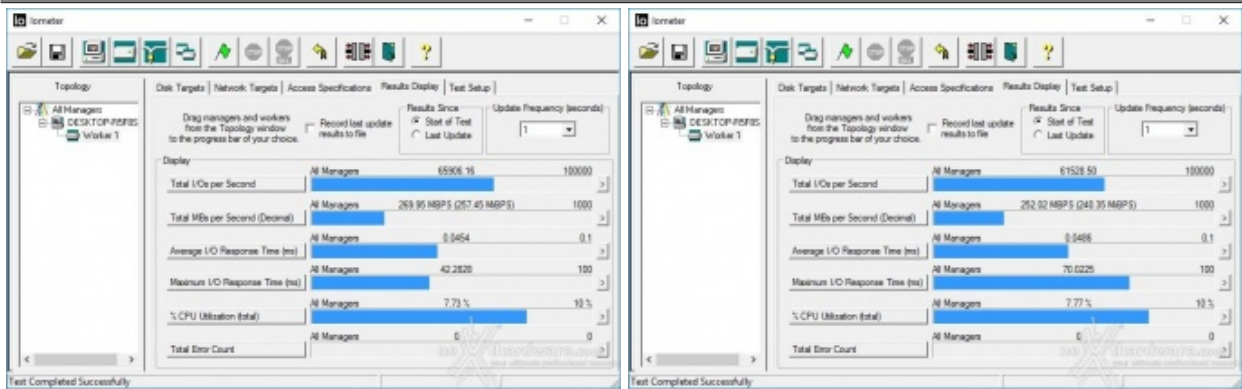 Iometer
Topology
All Managers
DESKTOP-R5F8S
Worker 1
Disk Targets Network Targets Access Specifications Results Display Test Setup
Drag managers and workers
from the Topology window
to the progress bar of your choice.
Record last update
results to file
Results Since
Start of Test
Last Update
Update Frequency (seconds)
1
Display
All Managers 65906.16 100000
Total I/Os per Second
All Managers 269.95 MBPS (257.45 MiBPS) 1000
Total MBs per Second (Decimal)
All Managers 0.0454 0.1
Average I/O Response Time (ms)
All Managers 42.2828 100
Maximum I/O Response Time (ms)
All Managers 7.73 % 10 %
% CPU Utilization (total)
All Managers 0 0
Total Error Count
Test Completed Successfully
Iometer
Topology
All Managers
Worker 1
Disk Targets Network Targets Access Specifications Results Display Test Setup
Drag managers and workers
from the Topology window
to the progress bar of your choice.
Record last update
results to file
Results Since
Start of Test
Last Update
Update Frequency (seconds)
1
Display
All Managers 61528.50 100000
Total I/Os per Second
All Managers 252.02 MBPS (240.35 MiBPS) 1000
Total MBs per Second (Decimal)
All Managers 0.0486 0.1
Average I/O Response Time (ms)
All Managers 70.0225 100
Maximum I/O Response Time (ms)
All Managers 7.77 % 10 %
% CPU Utilization (total)
All Managers 0 0
Total Error Count
Test Completed Successfully